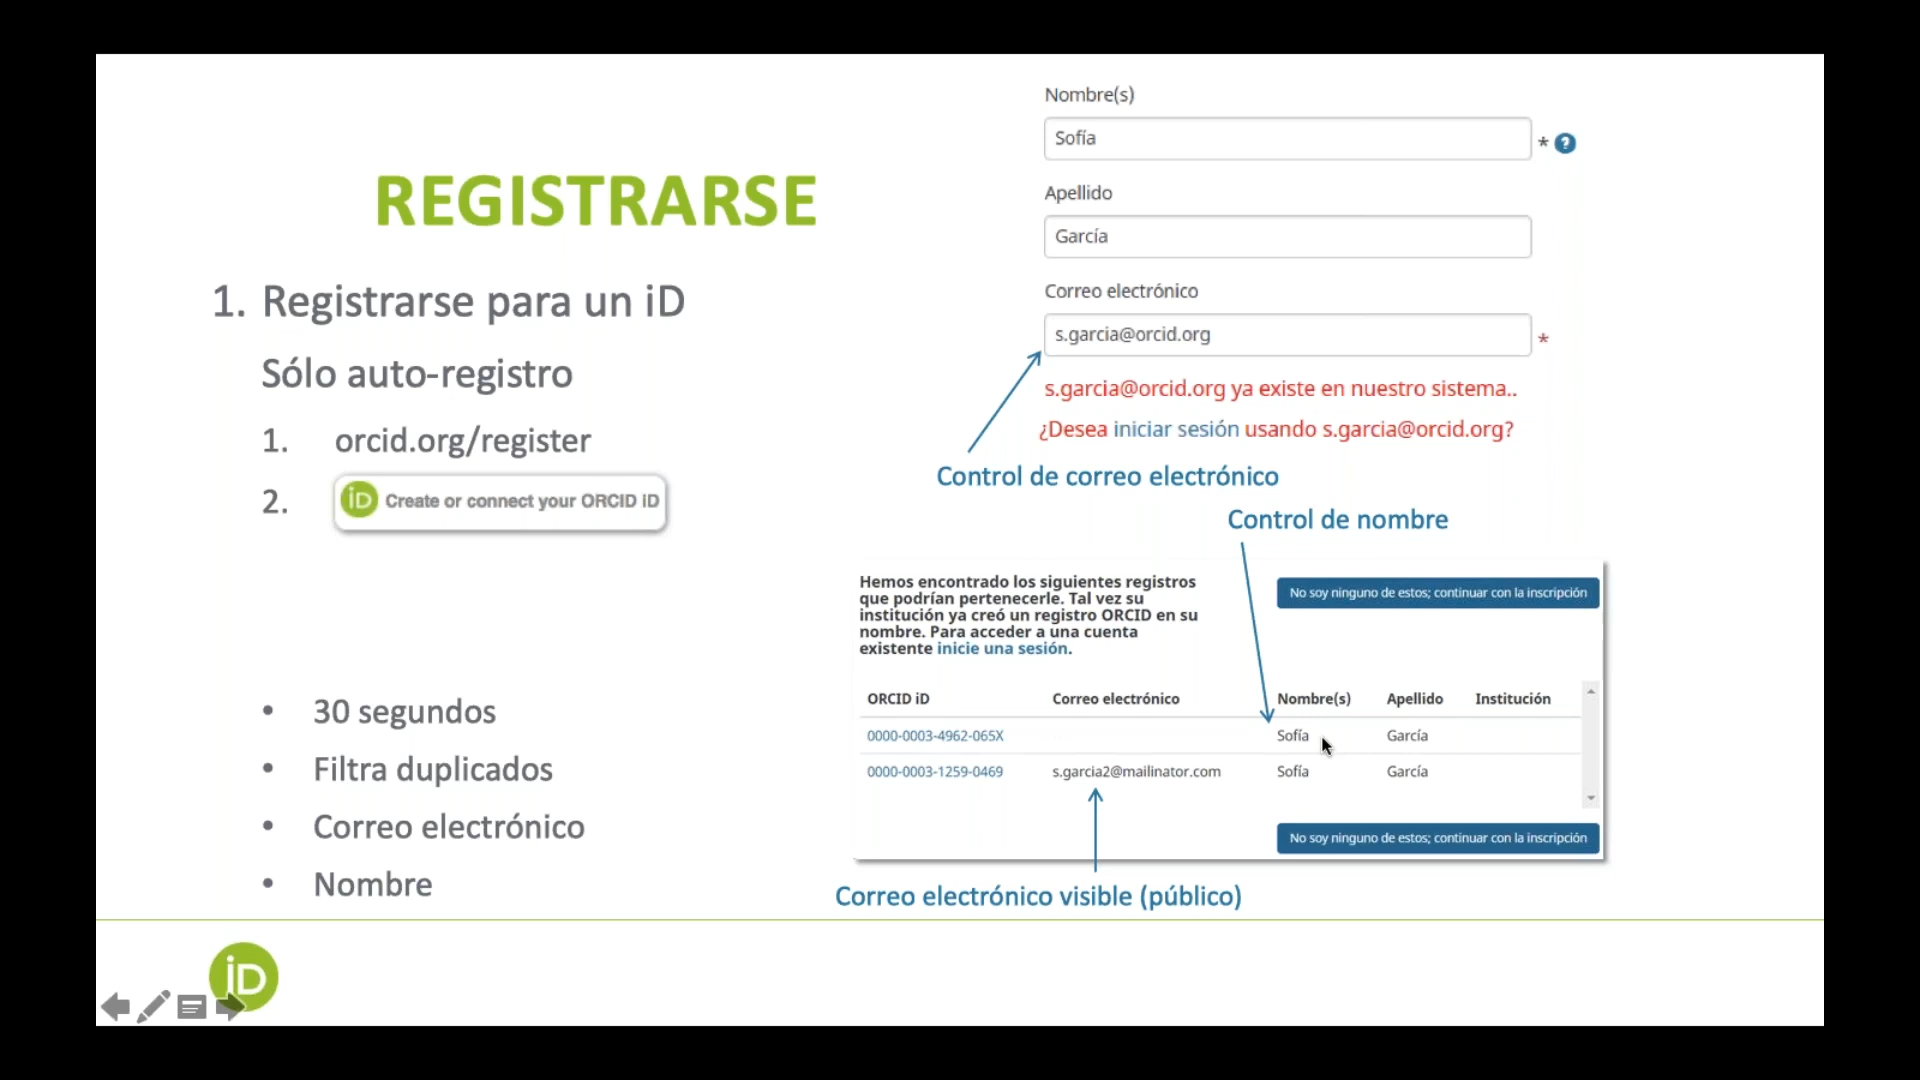 REGISTRARSE
1. Registrarse para un iD
Sólo auto-registro
1. orcid.org/register
2. iD Create or connect your ORCID iD
• 30 segundos
• Filtra duplicados
• Correo electrónico
• Nombre
Nombre(s)
Sofía
* ?
Apellido
García
Correo electrónico
s.garcia@orcid.org
*
s.garcia@orcid.org ya existe en nuestro sistema..
¿Desea iniciar sesión usando s.garcia@orcid.org?
Control de correo electrónico
Control de nombre
Hemos encontrado los siguientes registros
que podrían pertenecerle. Tal vez su
institución ya creó un registro ORCID en su
nombre. Para acceder a una cuenta
existente inicie una sesión.
No soy ninguno de estos; continuar con la inscripción
ORCID iD Correo electrónico Nombre(s) Apellido Institución
0000-0003-4962-065X Sofía García
0000-0003-1259-0469 s.garcia2@mailinator.com Sofía García
No soy ninguno de estos; continuar con la inscripción
Correo electrónico visible (público)
iD